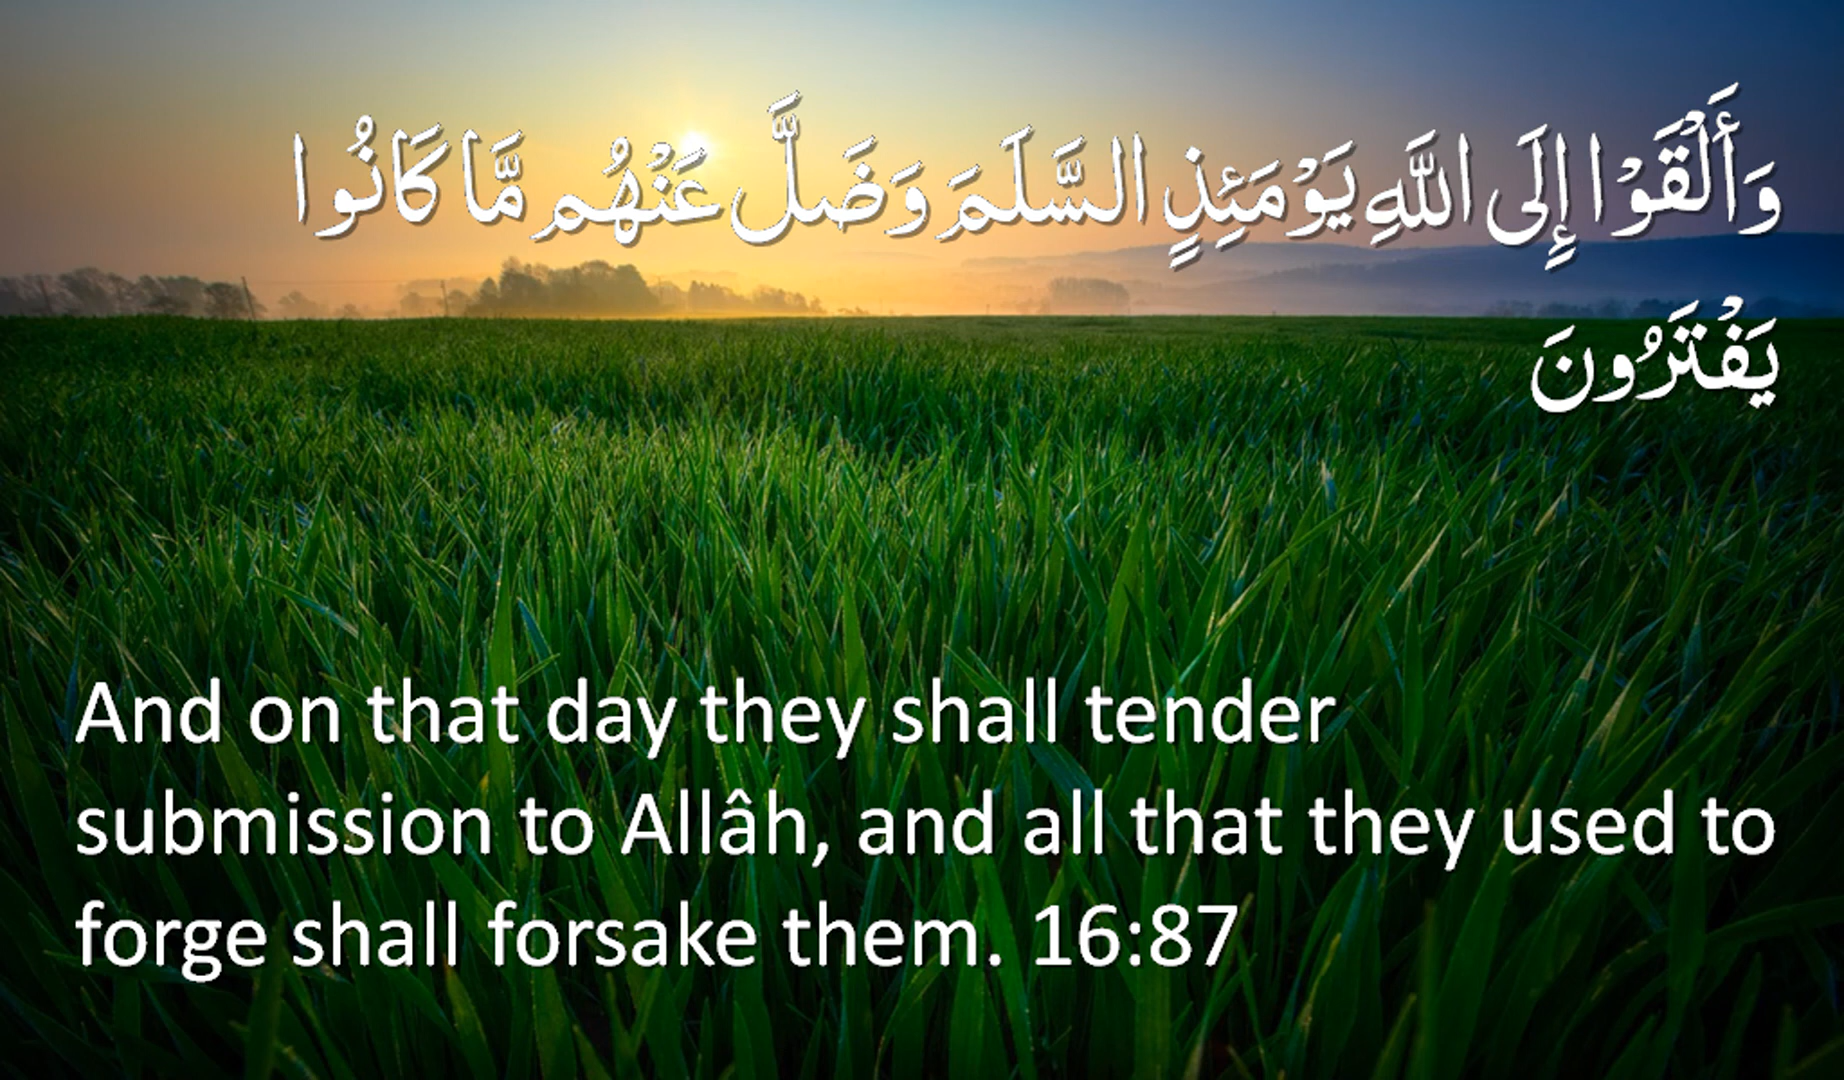 وَأَلْقَوْا إِلَى اللَّهِ يَوْمَئِذٍ السَّلَمَ وَضَلَّ عَنْهُم مَّا كَانُوا
يَفْتَرُونَ
And on that day they shall tender
submission to Allâh, and all that they used to
forge shall forsake them. 16:87